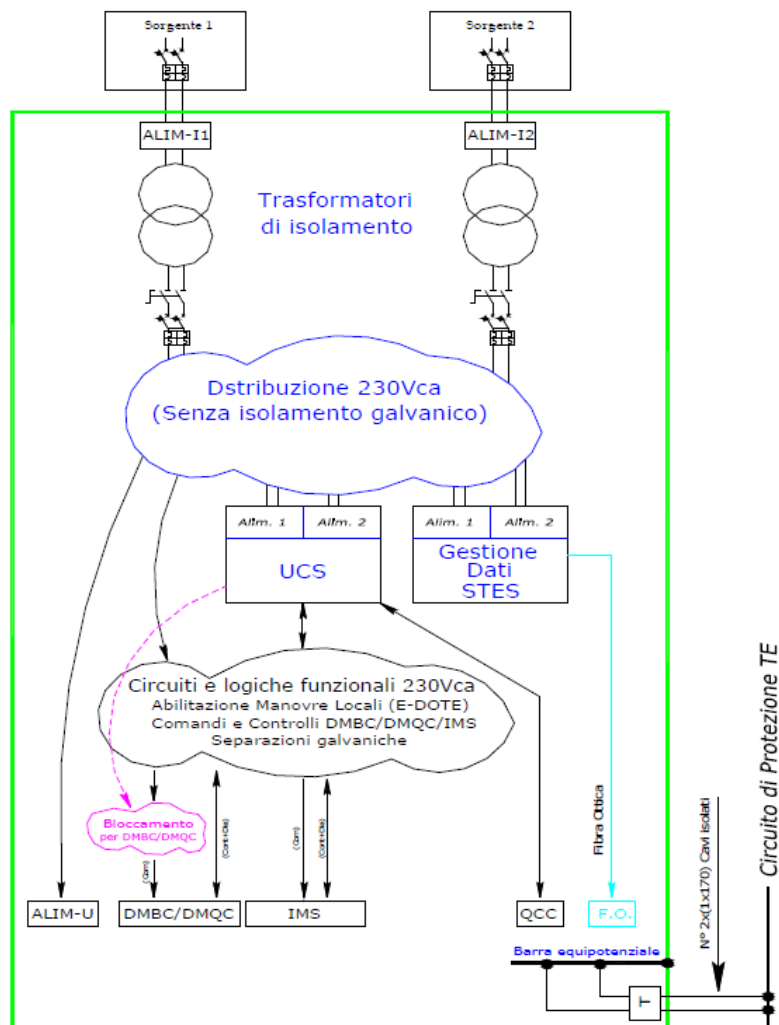 Sorgente 1
Sorgente 2
ALIM-I1
ALIM-I2
Trasformatori
di isolamento
Dstribuzione 230Vca
(Senza isolamento galvanico)
Alim. 1
Alim. 2
Alim. 1
Alim. 2
UCS
Gestione
Dati
STES
Circuiti e logiche funzionali 230Vca
Abilitazione Manovre Locali (E-DOTE)
Comandi e Controlli DMBC/DMQC/IMS
Separazioni galvaniche
Bloccamento
per DMBC/DMQC
(Com)
(Cont+Dia)
(Com)
(Cont+Dia)
Fibra Ottica
N° 2x(1x170) Cavi isolati
Circuito di Protezione TE
ALIM-U
DMBC/DMQC
IMS
QCC
F.O.
Barra equipotenziale
T